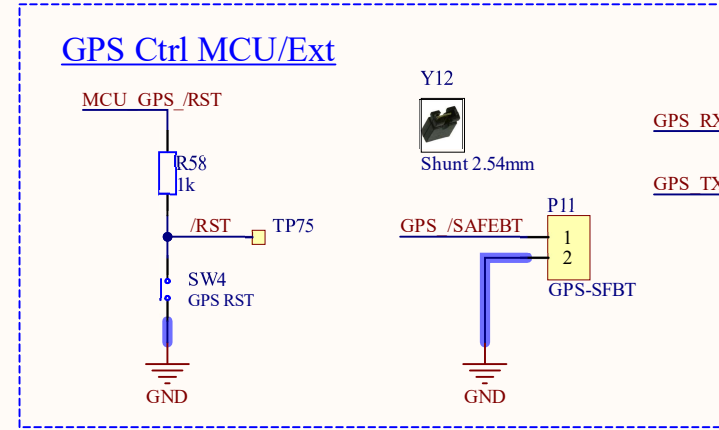 GPS Ctrl MCU/Ext
MCU_GPS_/RST
R58
1k
/RST
TP75
SW4
GPS RST
GND
Y12
Shunt 2.54mm
GPS_/SAFEBT
P11
1
2
GPS-SFBT
GND
GPS_RX
GPS_TX